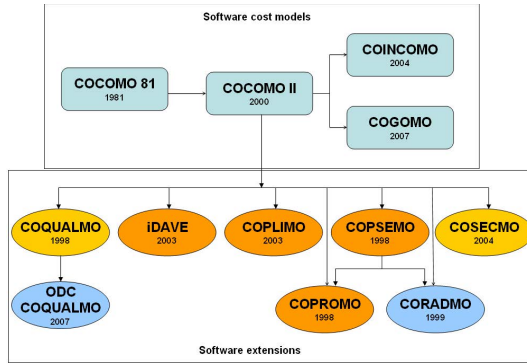 Software cost models
COCOMO 81
1981
COCOMO II
2000
COINCOMO
2004
COGOMO
2007
COQUALMO
1998
iDAVE
2003
COPLIMO
2003
COPSEMO
1998
COSECMO
2004
ODC
COQUALMO
2007
COPROMO
1998
CORADMO
1999
Software extensions